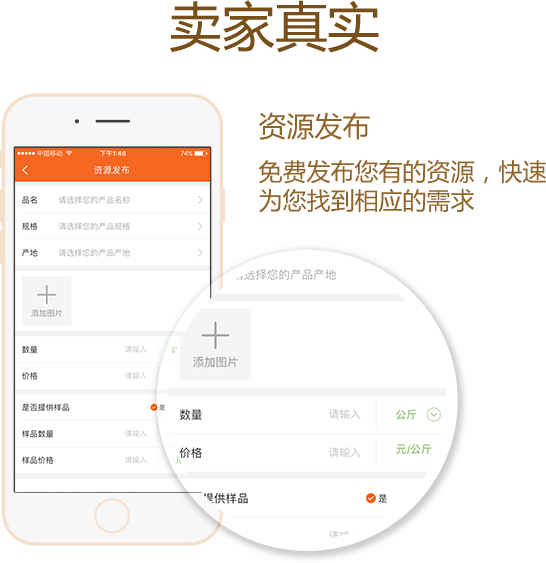 卖家真实
资源发布
免费发布您有的资源，快速
为您找到相应的需求
中国移动 下午1:46 74%
资源发布
品名 请选择您的产品名称
规格 请选择您的产品规格
产地 请选择您的产品产地
添加图片
数量 请输入 公
价格 请输入
是否提供样品 是
样品数量 请输入
样品价格 请输入 元
请选择您的产品产地
添加图片
数量 请输入 公斤
价格 请输入 元/公斤
提供样品 是
请输入